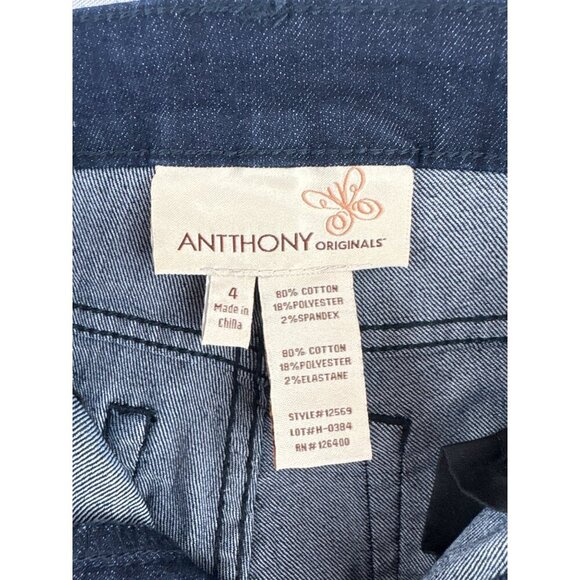 ANTTHONY ORIGINALS™
4
Made in
China
80% COTTON
18%POLYESTER
2%SPANDEX
80% COTTON
18%POLYESTER
2%ELASTANE
STYLE#12569
LOT#H-0384
RN#126400